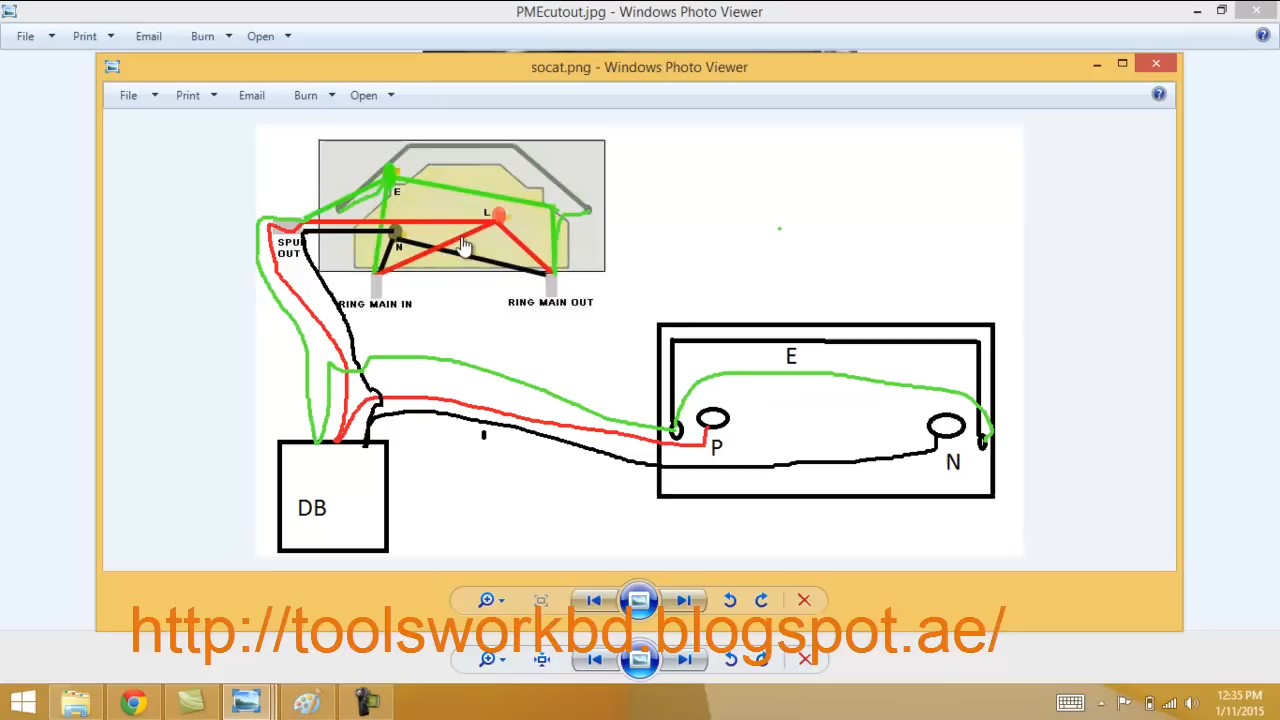 PMEcutout.jpg - Windows Photo Viewer
File Print Email Burn Open
socat.png - Windows Photo Viewer
File Print Email Burn Open
E
L
N
SPU
OUT
RING MAIN IN
RING MAIN OUT
E
P
N
DB
http://toolsworkbd.blogspot.ae/
12:35 PM
1/11/2015